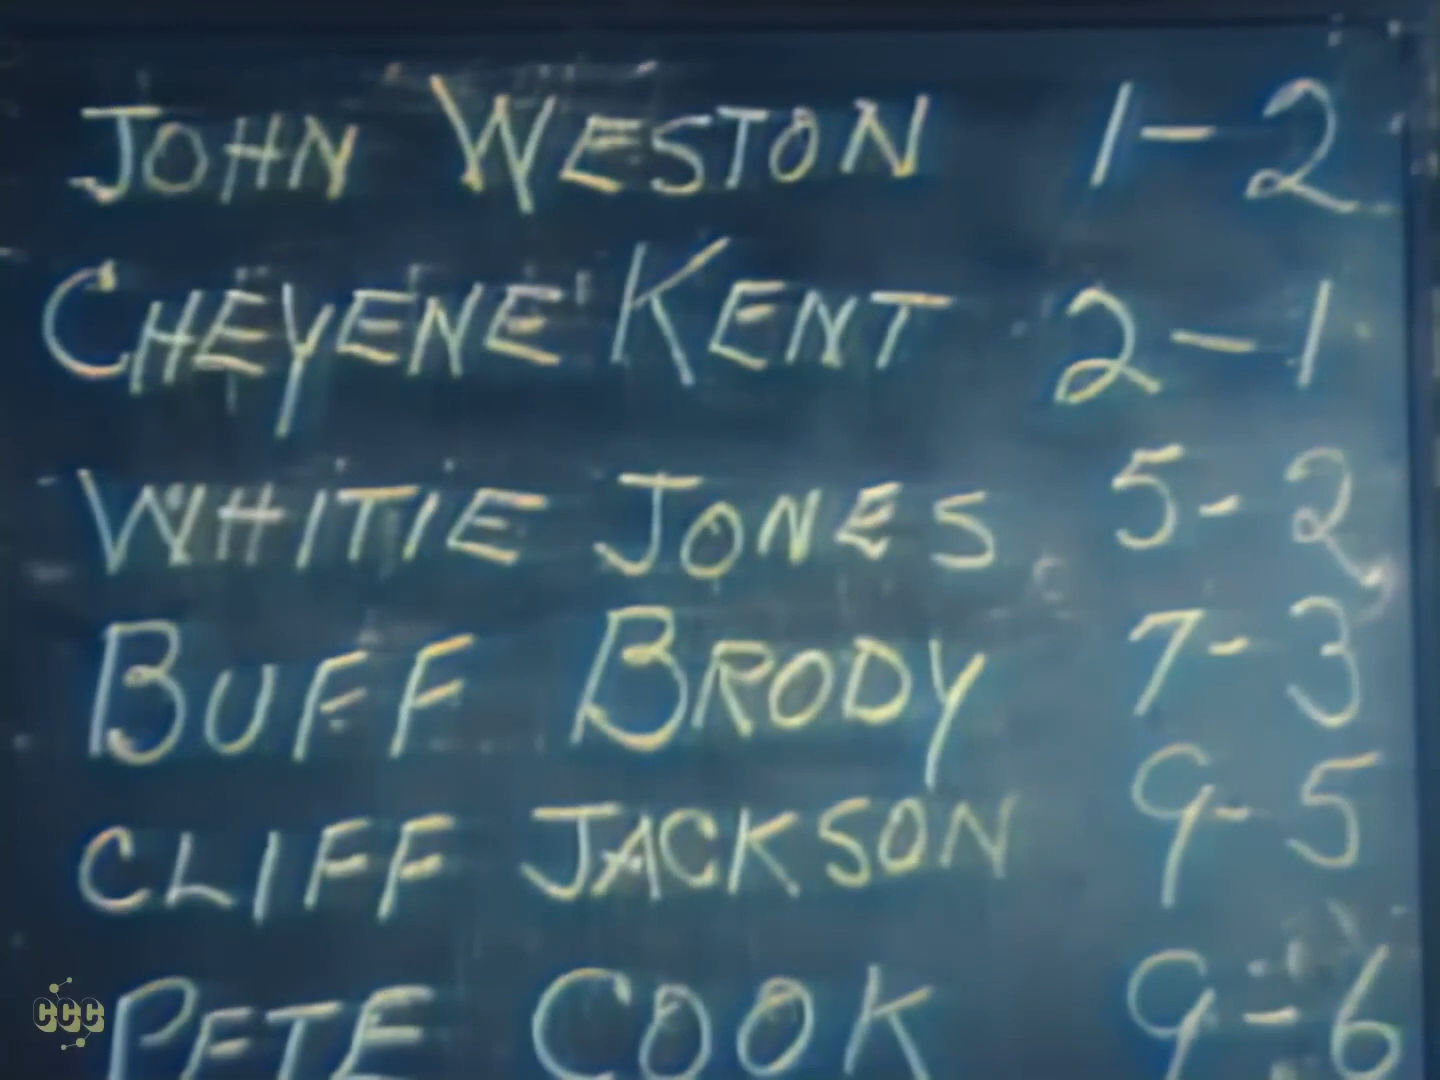 JOHN WESTON 1-2
CHEYENE KENT 2-1
WHITIE JONES 5-2
BUFF BRODY 7-3
CLIFF JACKSON 9-5
PETE COOK 9-6
CCC